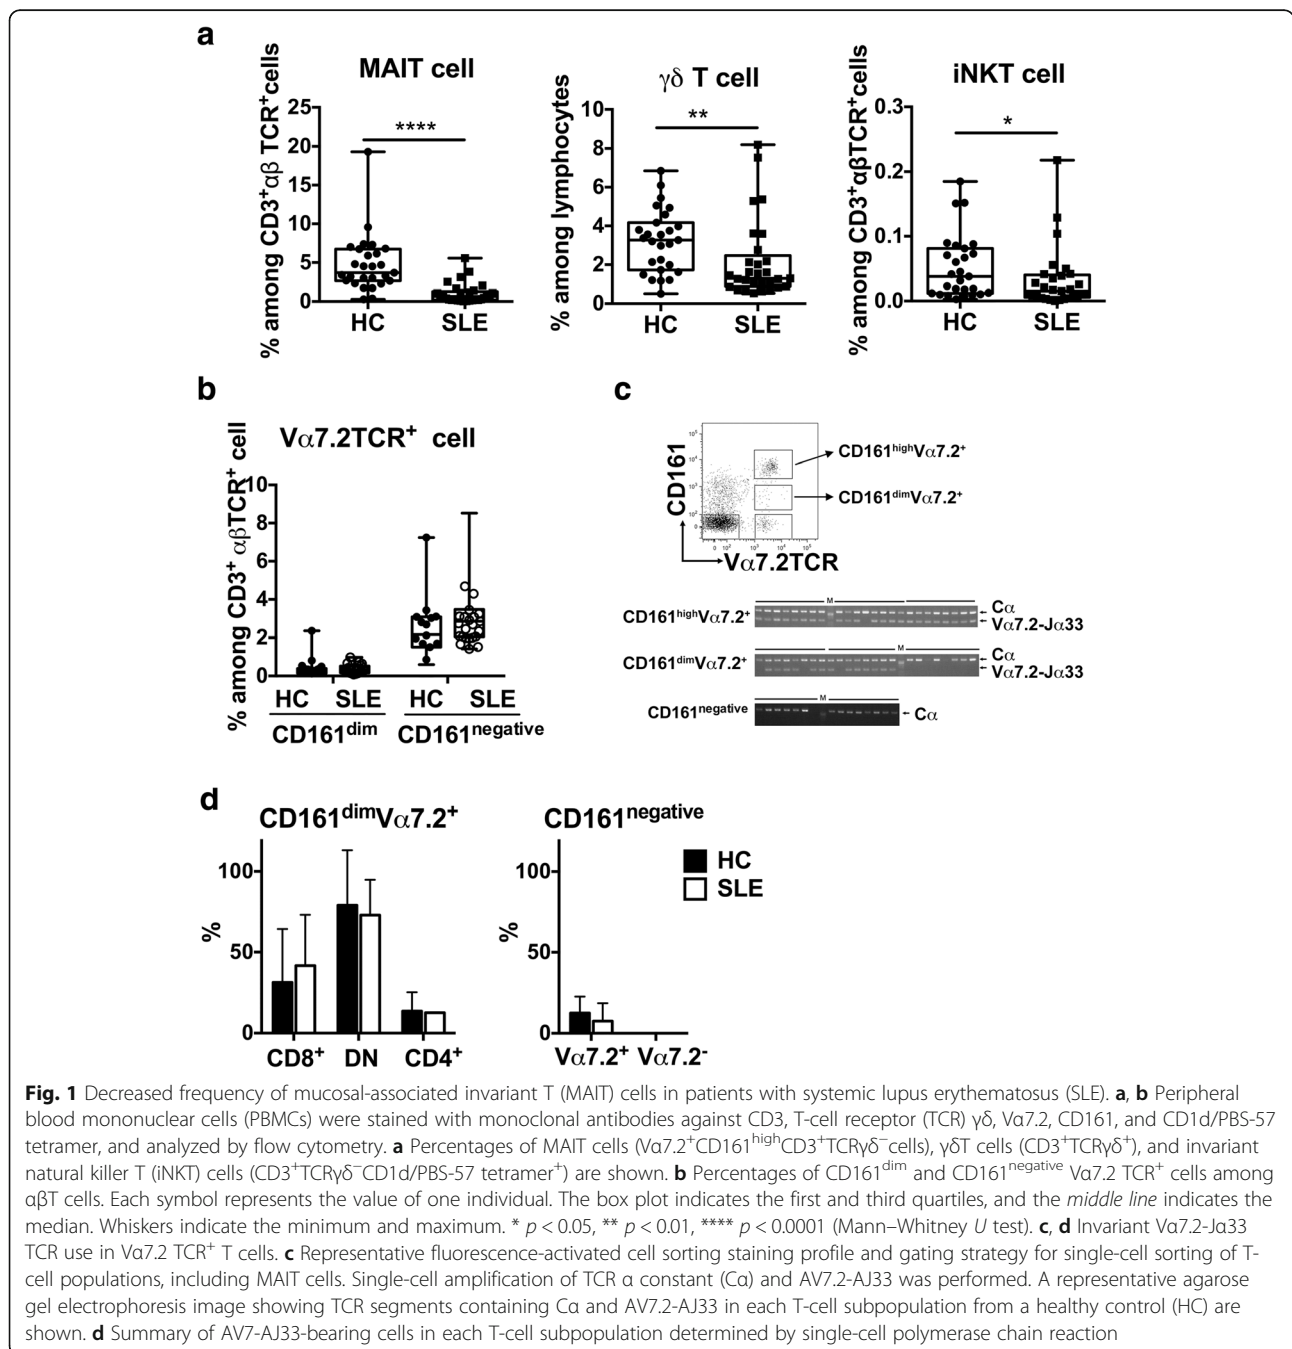 a
MAIT cell
γδ T cell
iNKT cell
% among CD3⁺αβ TCR⁺cells
25
20
15
10
5
0
****
HC SLE
% among lymphocytes
10
8
6
4
2
0
**
HC SLE
% among CD3⁺αβTCR⁺cells
0.3
0.2
0.1
0.0
*
HC SLE
b
Vα7.2TCR⁺ cell
% among CD3⁺ αβTCR⁺ cell
10
8
6
4
2
0
HC SLE HC SLE
CD161ᵈⁱᵐ CD161ⁿᵉᵍᵃᵗⁱᵛᵉ
c
CD161
10⁵
10⁴
10³
10²
0
0 10² 10³ 10⁴ 10⁵
Vα7.2TCR
CD161ʰⁱᵍʰVα7.2⁺
CD161ᵈⁱᵐVα7.2⁺
M
CD161ʰⁱᵍʰVα7.2⁺
Cα
Vα7.2-Jα33
M
CD161ᵈⁱᵐVα7.2⁺
Cα
Vα7.2-Jα33
M
CD161ⁿᵉᵍᵃᵗⁱᵛᵉ
Cα
d
CD161ᵈⁱᵐVα7.2⁺
%
100
50
0
CD8⁺ DN CD4⁺
CD161ⁿᵉᵍᵃᵗⁱᵛᵉ
%
100
50
0
Vα7.2⁺ Vα7.2⁻
HC
SLE
Fig. 1 Decreased frequency of mucosal-associated invariant T (MAIT) cells in patients with systemic lupus erythematosus (SLE). a, b Peripheral
blood mononuclear cells (PBMCs) were stained with monoclonal antibodies against CD3, T-cell receptor (TCR) γδ, Vα7.2, CD161, and CD1d/PBS-57
tetramer, and analyzed by flow cytometry. a Percentages of MAIT cells (Vα7.2⁺CD161ʰⁱᵍʰCD3⁺TCRγδ⁻cells), γδT cells (CD3⁺TCRγδ⁺), and invariant
natural killer T (iNKT) cells (CD3⁺TCRγδ⁻CD1d/PBS-57 tetramer⁺) are shown. b Percentages of CD161ᵈⁱᵐ and CD161ⁿᵉᵍᵃᵗⁱᵛᵉ Vα7.2 TCR⁺ cells among
αβT cells. Each symbol represents the value of one individual. The box plot indicates the first and third quartiles, and the middle line indicates the
median. Whiskers indicate the minimum and maximum. * p < 0.05, ** p < 0.01, **** p < 0.0001 (Mann–Whitney U test). c, d Invariant Vα7.2-Jα33
TCR use in Vα7.2 TCR⁺ T cells. c Representative fluorescence-activated cell sorting staining profile and gating strategy for single-cell sorting of T-
cell populations, including MAIT cells. Single-cell amplification of TCR α constant (Cα) and AV7.2-AJ33 was performed. A representative agarose
gel electrophoresis image showing TCR segments containing Cα and AV7.2-AJ33 in each T-cell subpopulation from a healthy control (HC) are
shown. d Summary of AV7-AJ33-bearing cells in each T-cell subpopulation determined by single-cell polymerase chain reaction